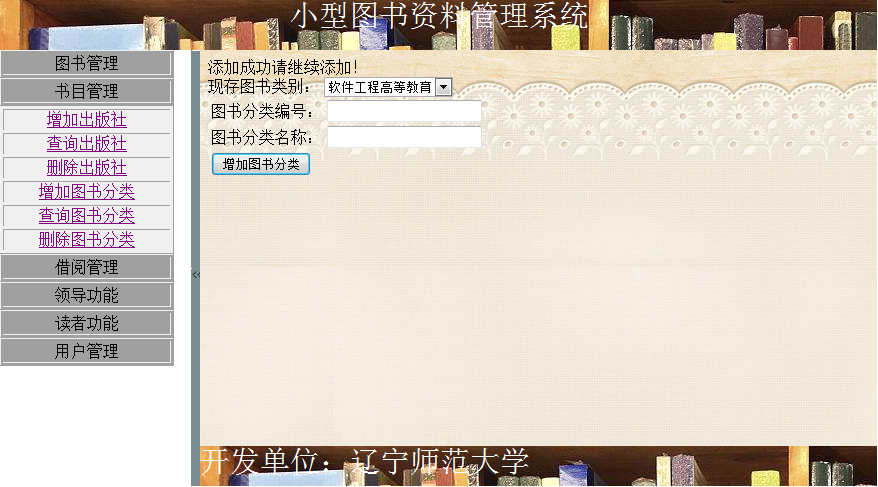 小型图书资料管理系统
图书管理
书目管理
增加出版社
查询出版社
删除出版社
增加图书分类
查询图书分类
删除图书分类
借阅管理
领导功能
读者功能
用户管理
添加成功请继续添加！
现存图书类别： 软件工程高等教育
图书分类编号：
图书分类名称：
增加图书分类
开发单位：辽宁师范大学